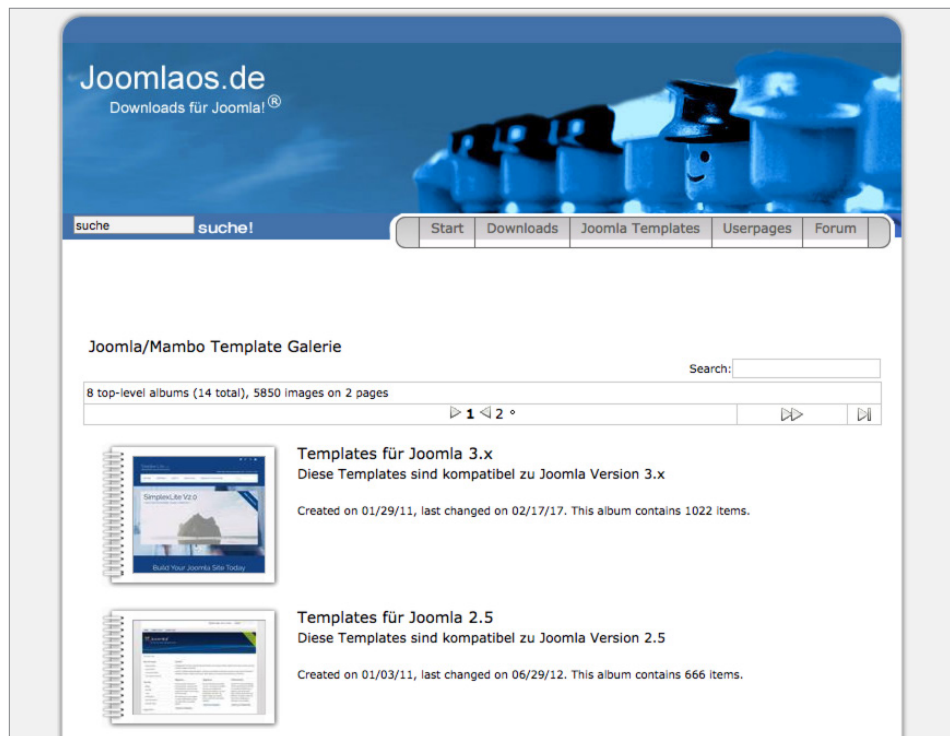 Joomlaos.de
Downloads für Joomla!®
suche suche!
Start Downloads Joomla Templates Userpages Forum
Joomla/Mambo Template Galerie
Search:
8 top-level albums (14 total), 5850 images on 2 pages
1 2 °
Templates für Joomla 3.x
Diese Templates sind kompatibel zu Joomla Version 3.x
Created on 01/29/11, last changed on 02/17/17. This album contains 1022 items.
SimplexLite V2.0
Build Your Joomla Site Today
Templates für Joomla 2.5
Diese Templates sind kompatibel zu Joomla Version 2.5
Created on 01/03/11, last changed on 06/29/12. This album contains 666 items.